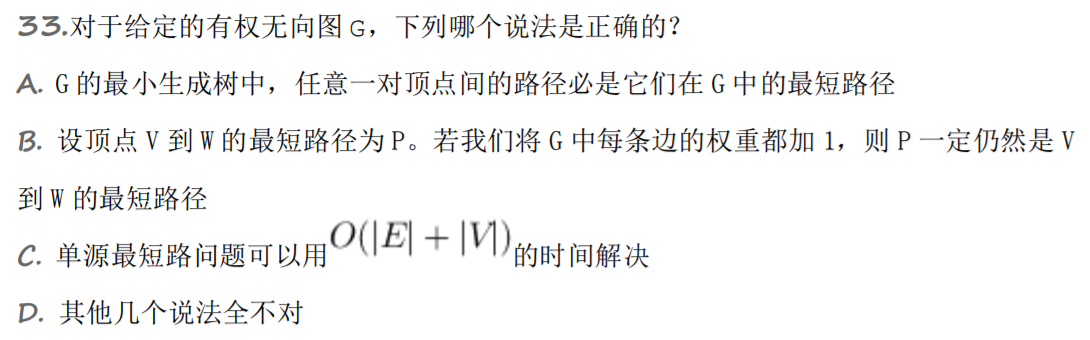 33.对于给定的有权无向图 G，下列哪个说法是正确的？
A. G 的最小生成树中，任意一对顶点间的路径必是它们在 G 中的最短路径
B. 设顶点 V 到 W 的最短路径为 P。若我们将 G 中每条边的权重都加 1，则 P 一定仍然是 V
到 W 的最短路径
C. 单源最短路问题可以用O(|E| + |V|)的时间解决
D. 其他几个说法全不对